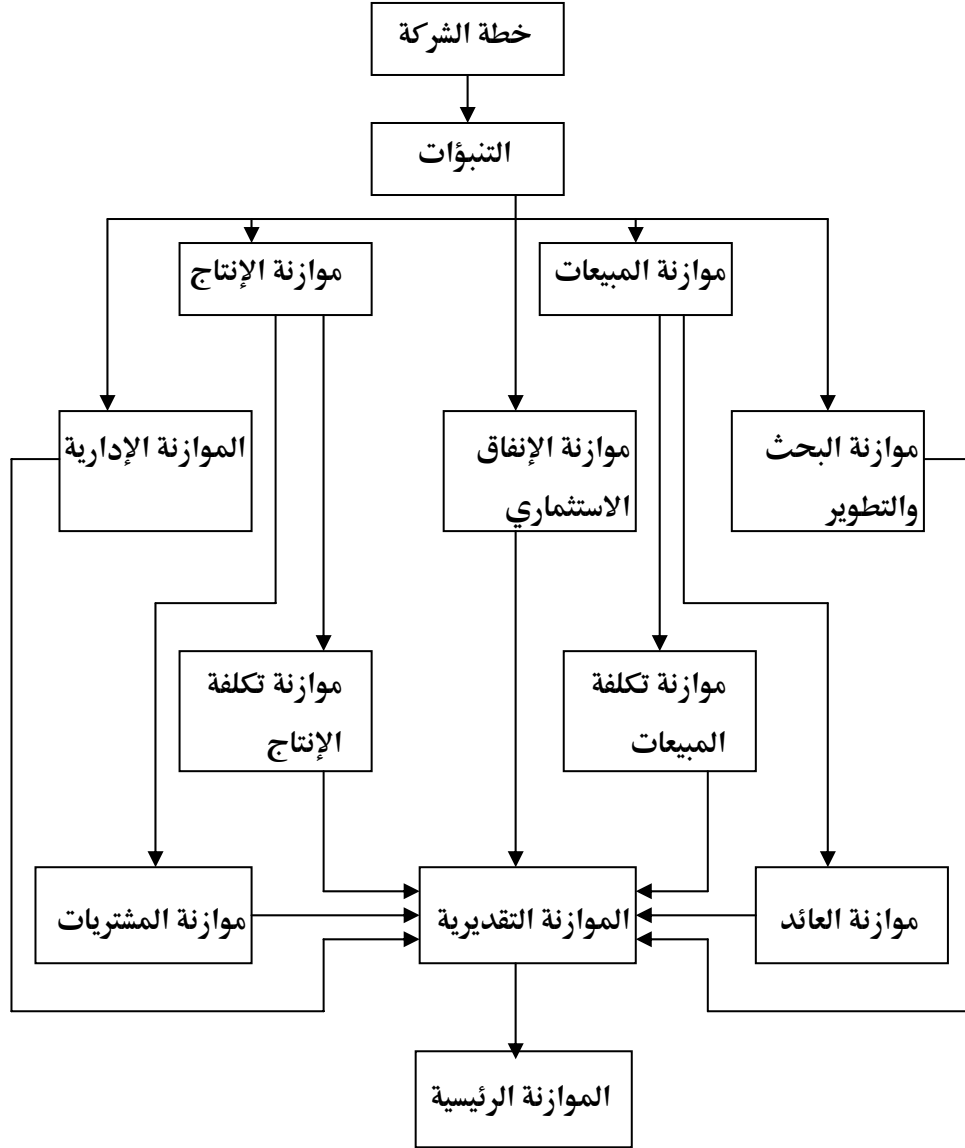 خطة الشركة
التنبؤات
موازنة المبيعات
موازنة الإنتاج
موازنة البحث
والتطوير
موازنة الإنفاق
الاستثماري
الموازنة الإدارية
موازنة تكلفة
المبيعات
موازنة تكلفة
الإنتاج
موازنة العائد
الموازنة التقديرية
موازنة المشتريات
الموازنة الرئيسية